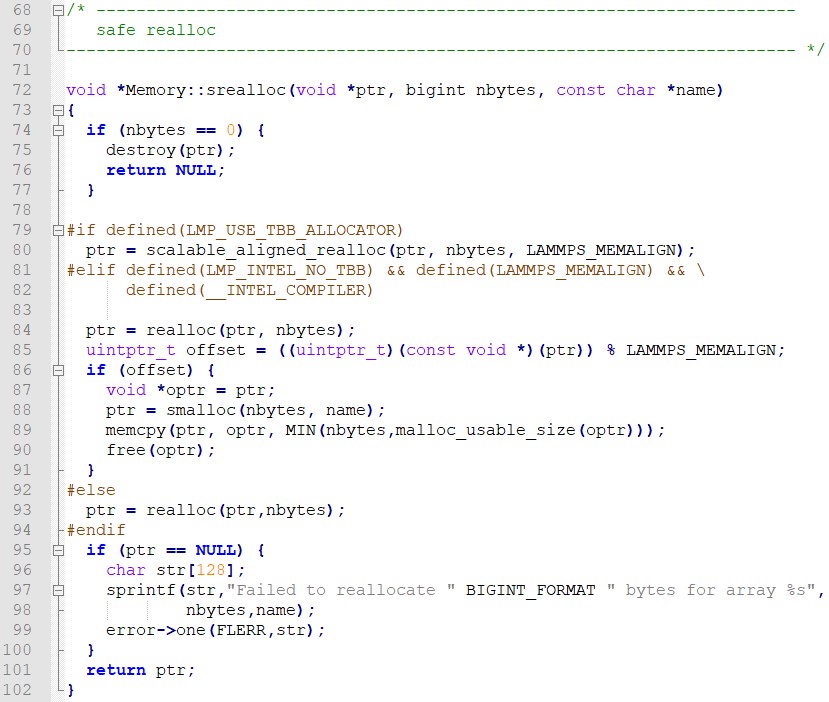 68 /* ----------------------------------------------------------------------
69    safe realloc
70 ------------------------------------------------------------------------- */
71
72 void *Memory::srealloc(void *ptr, bigint nbytes, const char *name)
73 {
74   if (nbytes == 0) {
75     destroy(ptr);
76     return NULL;
77   }
78
79 #if defined(LMP_USE_TBB_ALLOCATOR)
80   ptr = scalable_aligned_realloc(ptr, nbytes, LAMMPS_MEMALIGN);
81 #elif defined(LMP_INTEL_NO_TBB) && defined(LAMMPS_MEMALIGN) && \
82       defined(__INTEL_COMPILER)
83
84   ptr = realloc(ptr, nbytes);
85   uintptr_t offset = ((uintptr_t)(const void *)(ptr)) % LAMMPS_MEMALIGN;
86   if (offset) {
87     void *optr = ptr;
88     ptr = smalloc(nbytes, name);
89     memcpy(ptr, optr, MIN(nbytes,malloc_usable_size(optr)));
90     free(optr);
91   }
92 #else
93   ptr = realloc(ptr,nbytes);
94 #endif
95   if (ptr == NULL) {
96     char str[128];
97     sprintf(str,"Failed to reallocate " BIGINT_FORMAT " bytes for array %s",
98             nbytes,name);
99     error->one(FLERR,str);
100   }
101   return ptr;
102 }